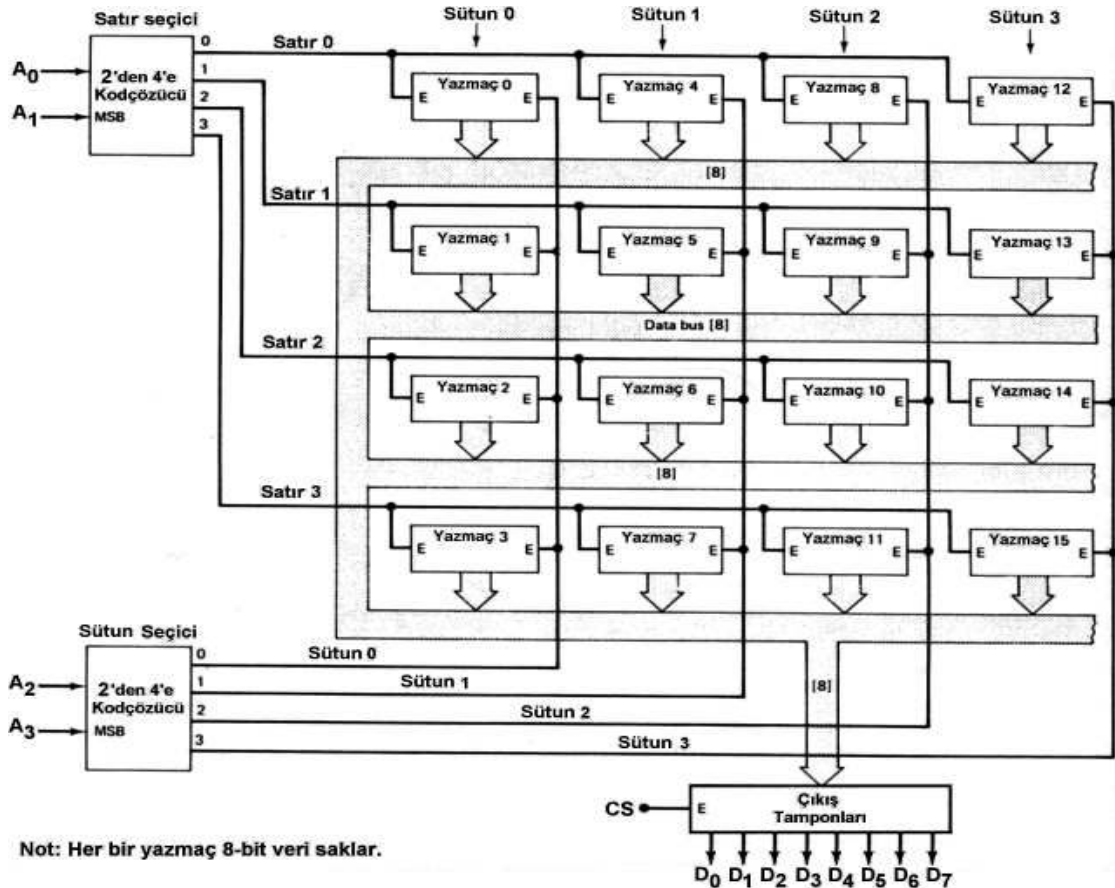 Sütun 0 Sütun 1 Sütun 2 Sütun 3
Satır seçici
A0
A1
2'den 4'e
Kodçözücü
MSB
0
1
2
3
Satır 0
E Yazmaç 0 E
E Yazmaç 4 E
E Yazmaç 8 E
E Yazmaç 12 E
[8]
Satır 1
E Yazmaç 1 E
E Yazmaç 5 E
E Yazmaç 9 E
E Yazmaç 13 E
Data bus [8]
Satır 2
E Yazmaç 2 E
E Yazmaç 6 E
E Yazmaç 10 E
E Yazmaç 14 E
[8]
Satır 3
E Yazmaç 3 E
E Yazmaç 7 E
E Yazmaç 11 E
E Yazmaç 15 E
Sütun Seçici
A2
A3
2'den 4'e
Kodçözücü
MSB
0
1
2
3
Sütun 0
Sütun 1
Sütun 2
Sütun 3
[8]
CS
E
Çıkış
Tamponları
D0 D1 D2 D3 D4 D5 D6 D7
Not: Her bir yazmaç 8-bit veri saklar.